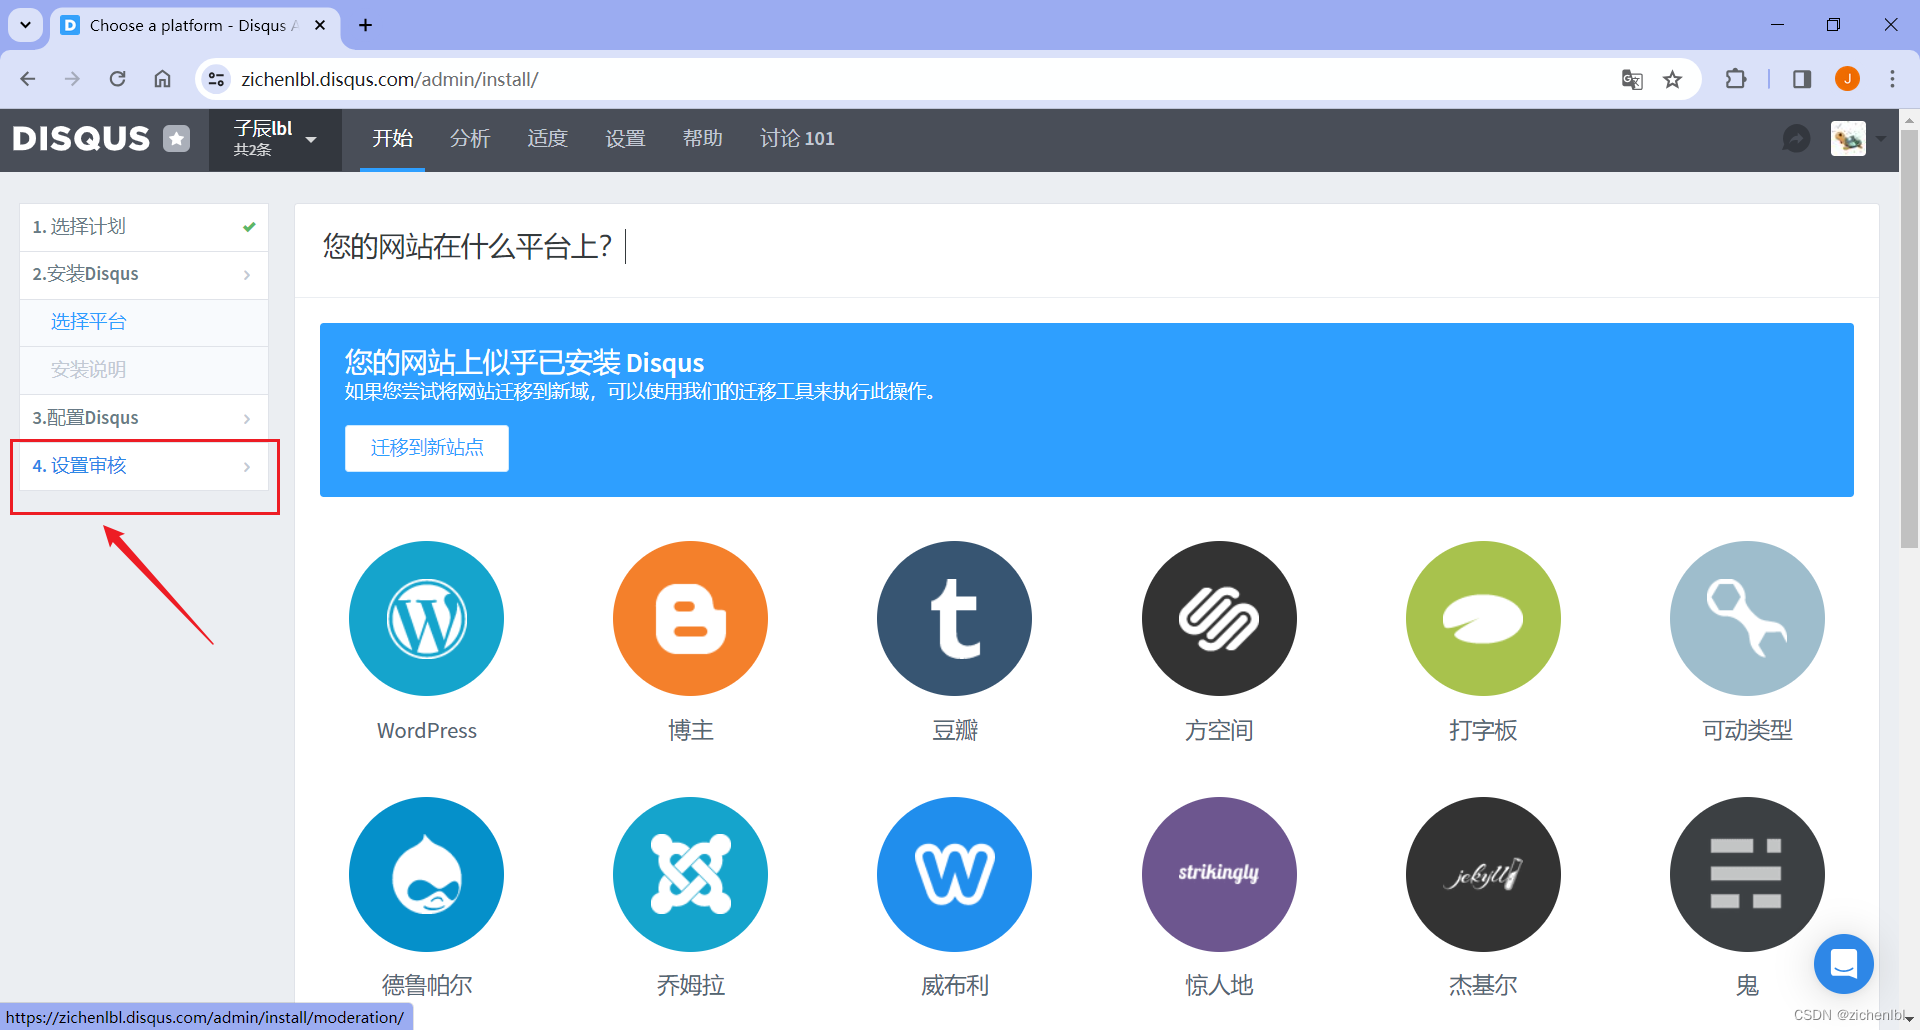 Choose a platform - Disqus A
zichenlbl.disqus.com/admin/install/
J
DISQUS
子辰lbl
共2条
开始
分析
适度
设置
帮助
讨论 101
1. 选择计划
2.安装Disqus
选择平台
安装说明
3.配置Disqus
4. 设置审核
您的网站在什么平台上？
您的网站上似乎已安装 Disqus
如果您尝试将网站迁移到新域，可以使用我们的迁移工具来执行此操作。
迁移到新站点
WordPress
博主
豆瓣
方空间
打字板
可动类型
strikingly
jekyll
德鲁帕尔
乔姆拉
威布利
惊人地
杰基尔
鬼
https://zichenlbl.disqus.com/admin/install/moderation/
CSDN @zichenlbl